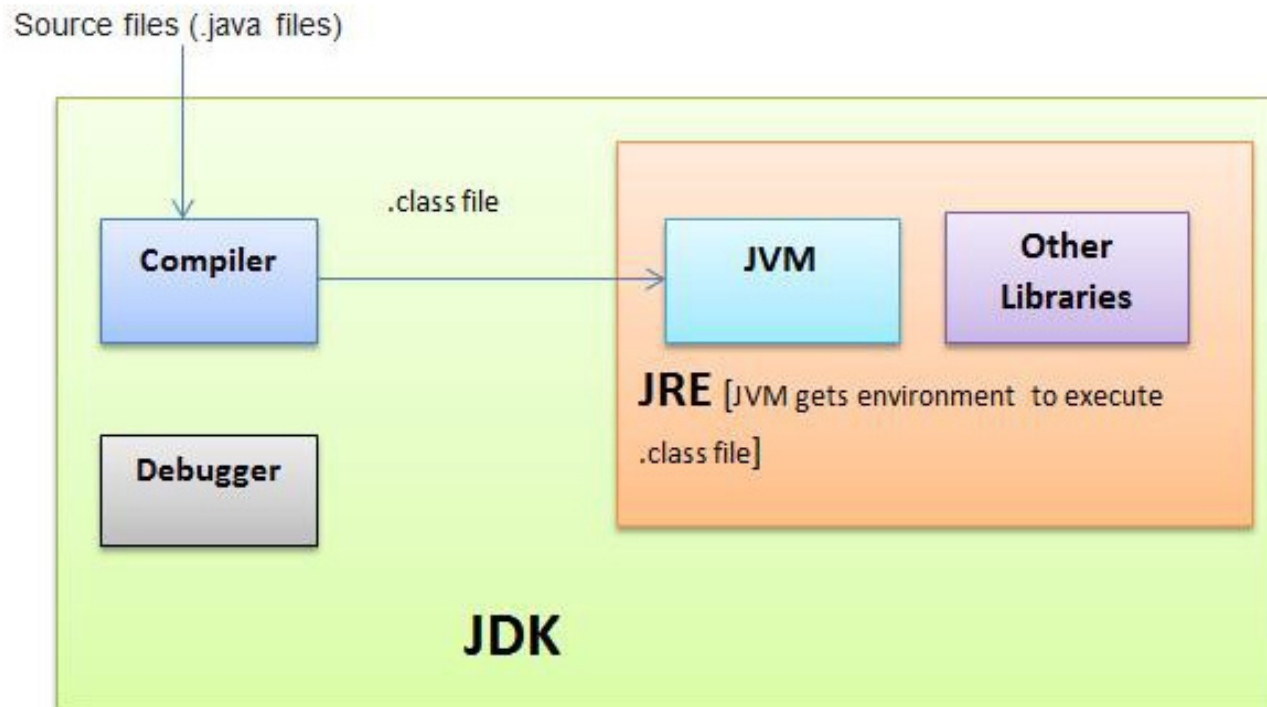 Source files (.java files)
.class file
Compiler
JVM
Other
Libraries
JRE [JVM gets environment to execute
.class file]
Debugger
JDK